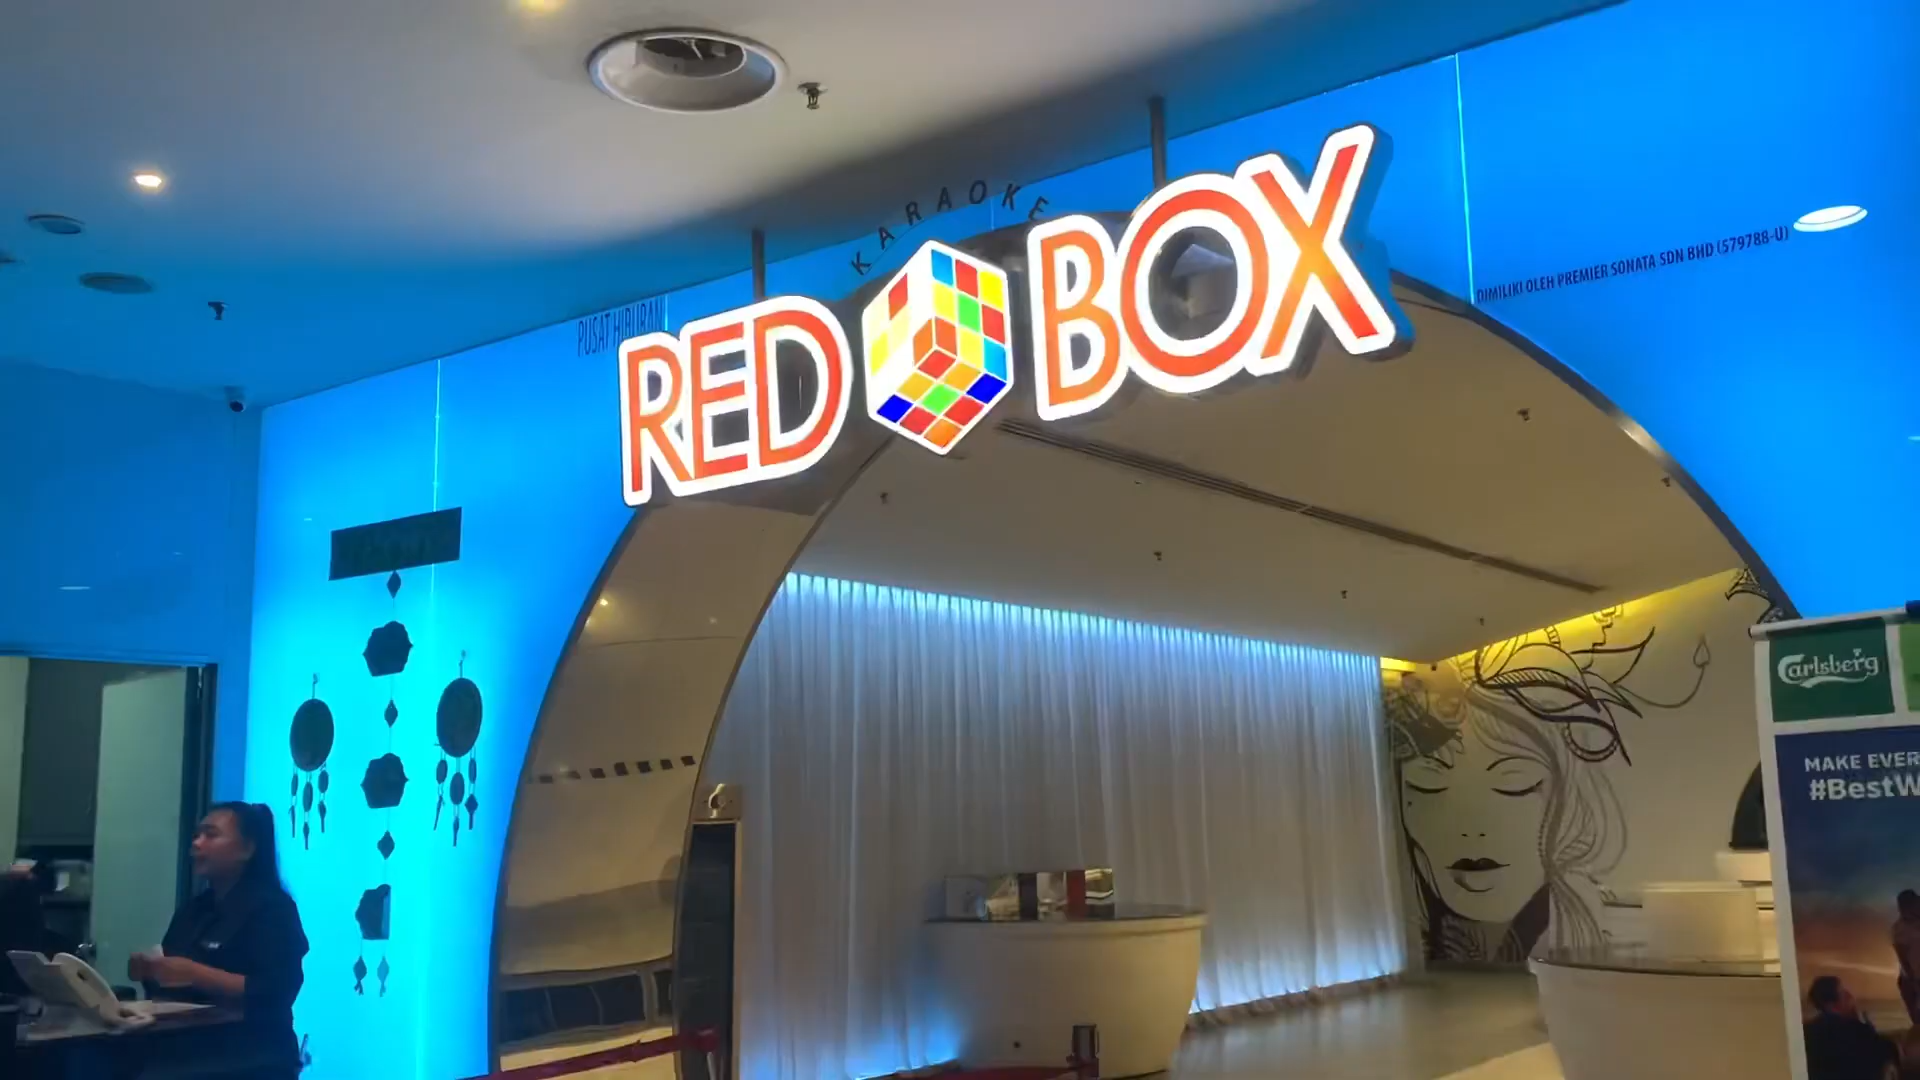 KARAOKE
PUSAT HIBURAN
RED BOX
DIMILIKI OLEH PREMIER SONATA SDN BHD (579788-U)
Carlsberg
MAKE EVER
#BestW